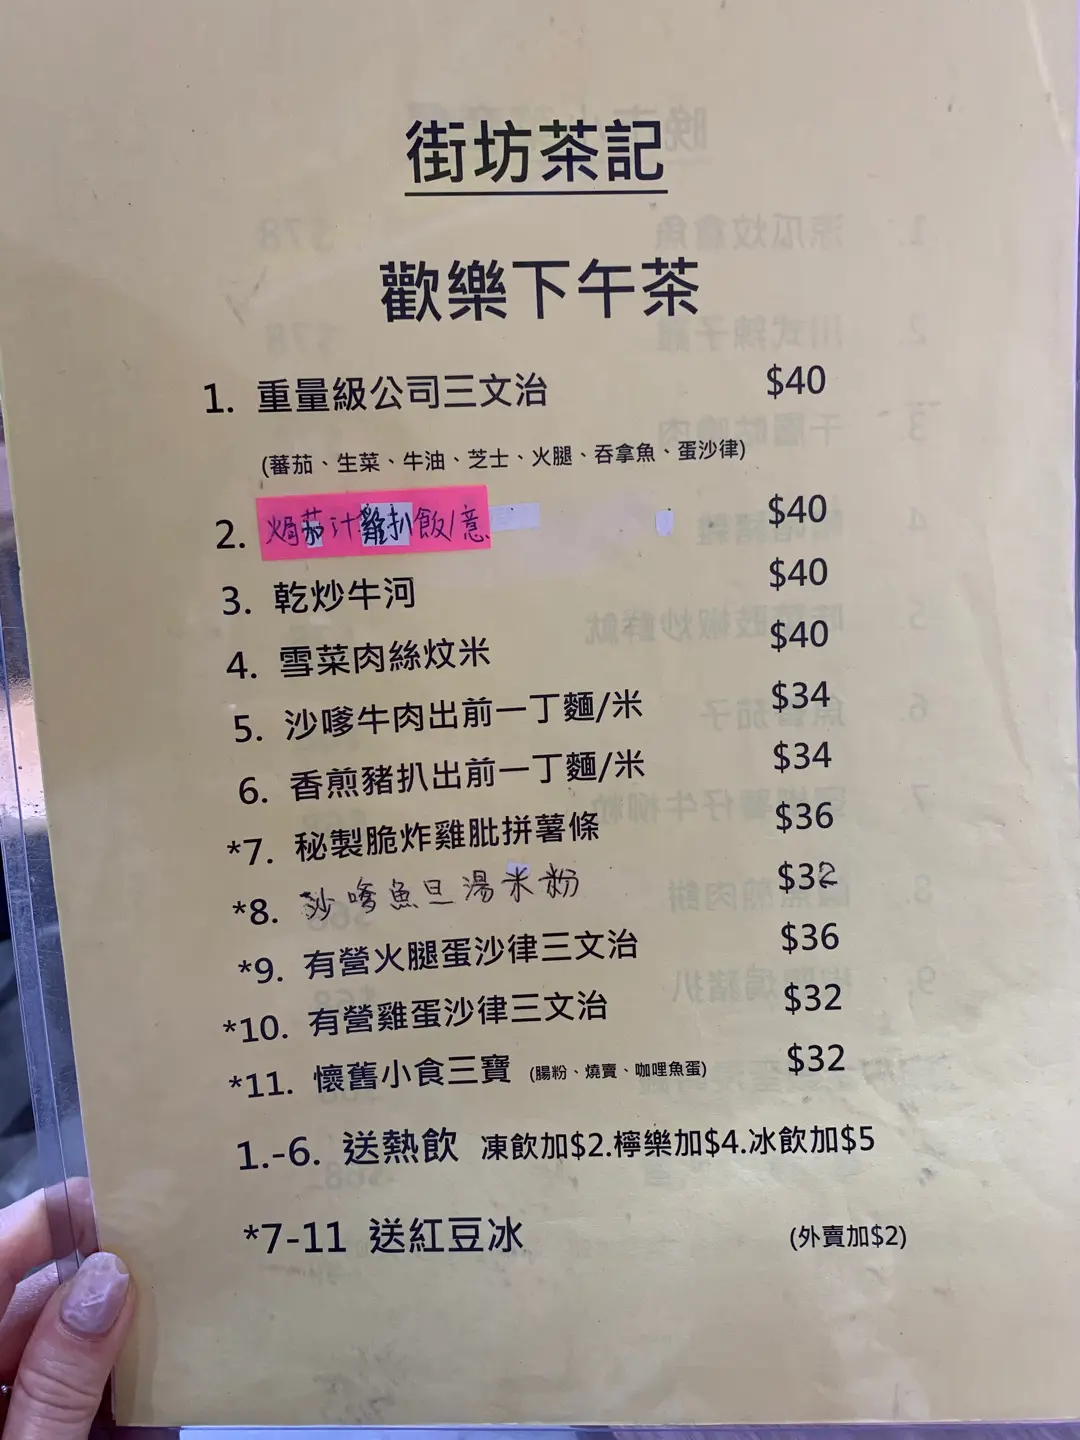 街坊茶記
歡樂下午茶
1. 重量級公司三文治 $40
(蕃茄、生菜、牛油、芝士、火腿、吞拿魚、蛋沙律)
2. 焗茄汁雞扒飯/意 $40
3. 乾炒牛河 $40
4. 雪菜肉絲炆米 $40
5. 沙嗲牛肉出前一丁麵/米 $34
6. 香煎豬扒出前一丁麵/米 $34
*7. 秘製脆炸雞肶拼薯條 $36
*8. 沙嗲魚旦湯米粉 $32
*9. 有營火腿蛋沙律三文治 $36
*10. 有營雞蛋沙律三文治 $32
*11. 懷舊小食三寶 (腸粉、燒賣、咖哩魚蛋) $32
1.-6. 送熱飲 凍飲加$2.檸樂加$4.冰飲加$5
*7-11 送紅豆冰 (外賣加$2)